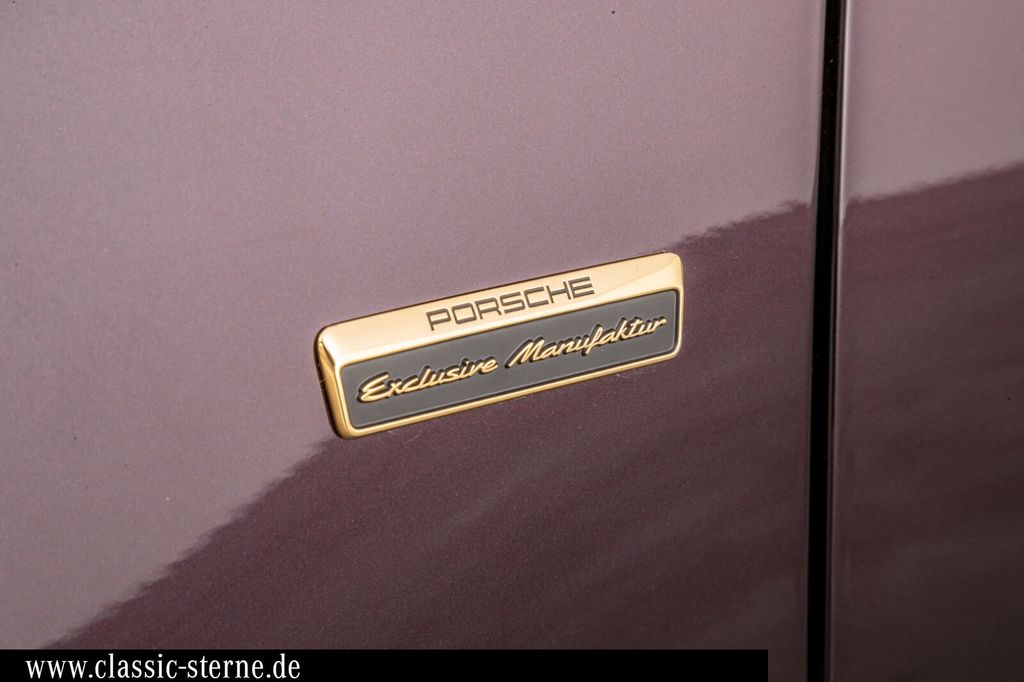 PORSCHE
Exclusive Manufaktur
www.classic-sterne.de